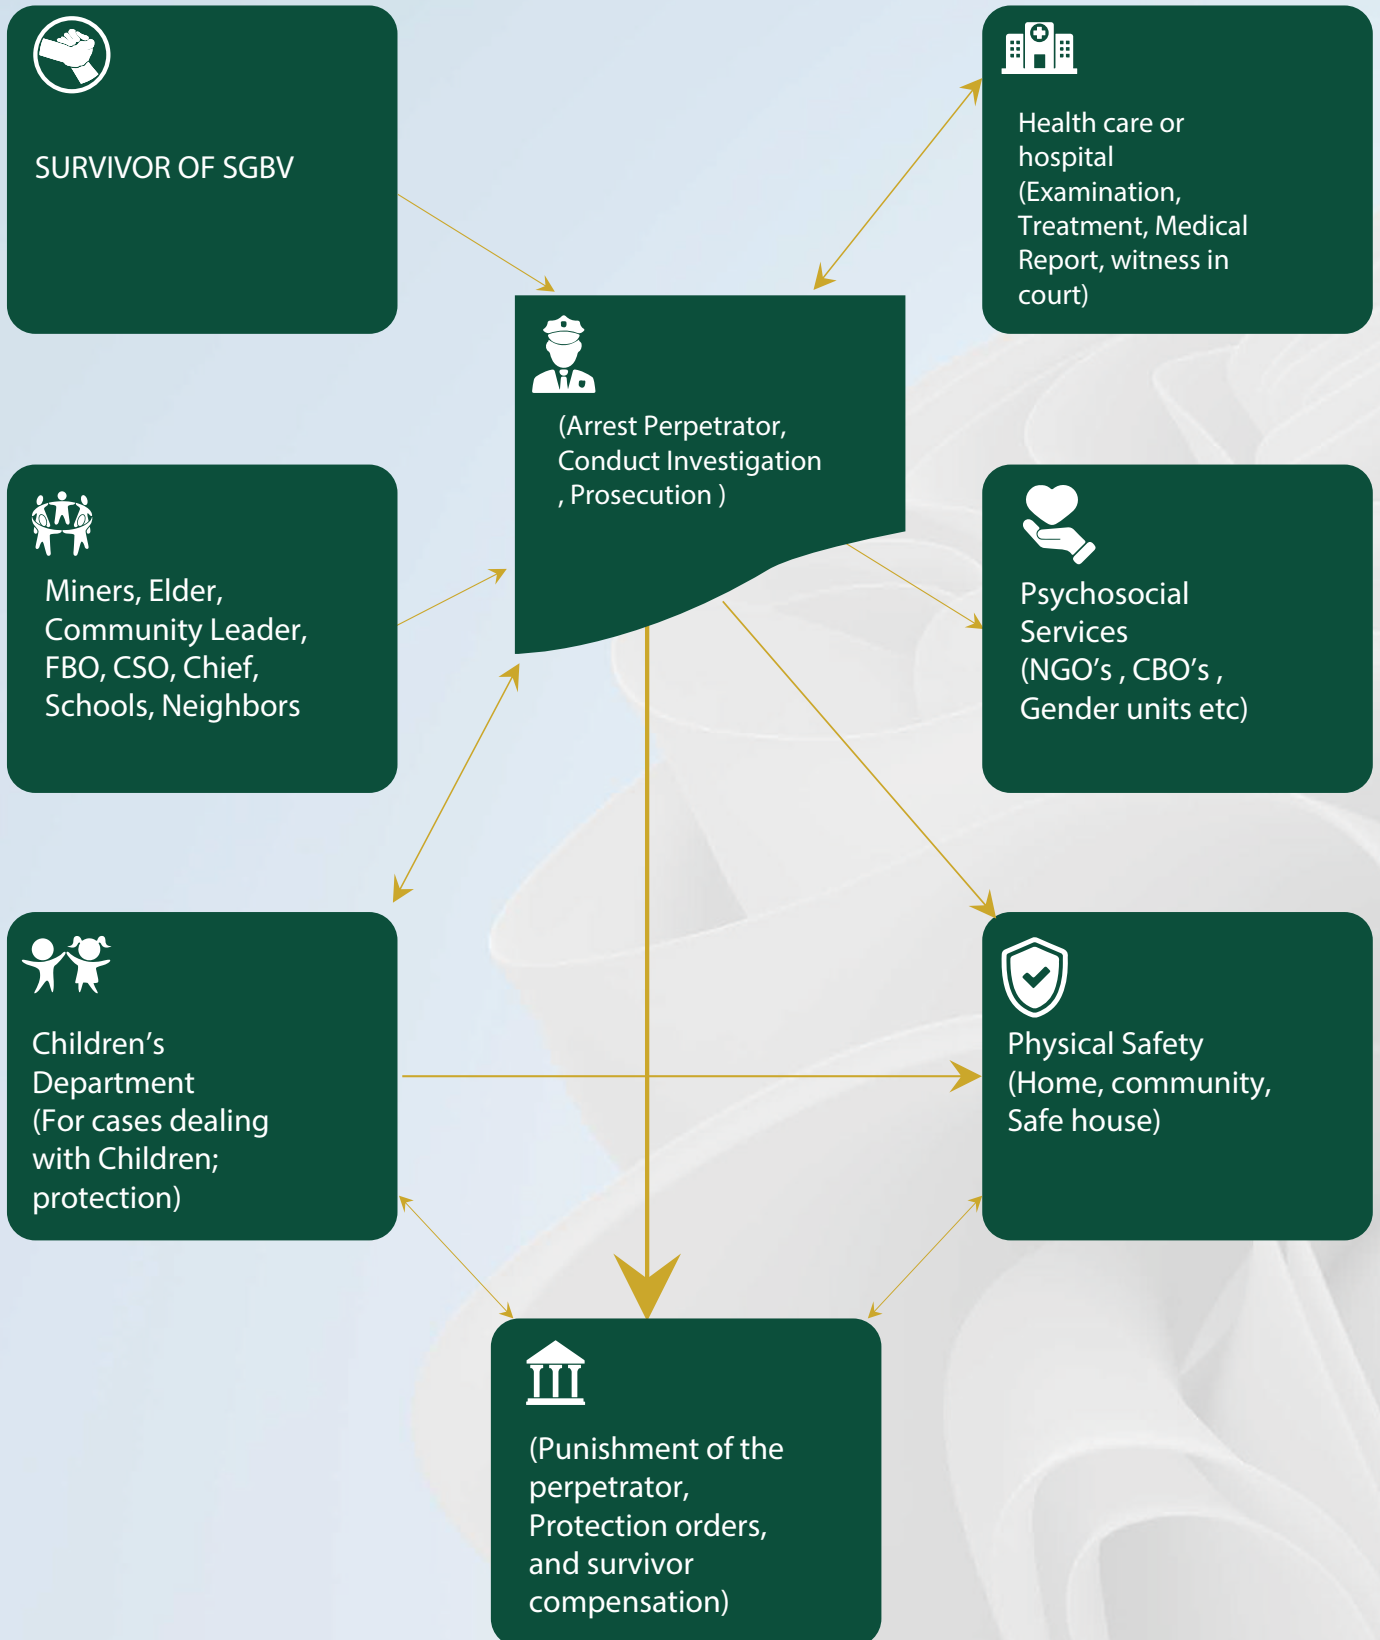 SURVIVOR OF SGBV
Health care or
hospital
(Examination,
Treatment, Medical
Report, witness in
court)
(Arrest Perpetrator,
Conduct Investigation
, Prosecution )
Miners, Elder,
Community Leader,
FBO, CSO, Chief,
Schools, Neighbors
Psychosocial
Services
(NGO's , CBO's ,
Gender units etc)
Children’s
Department
(For cases dealing
with Children;
protection)
Physical Safety
(Home, community,
Safe house)
(Punishment of the
perpetrator,
Protection orders,
and survivor
compensation)